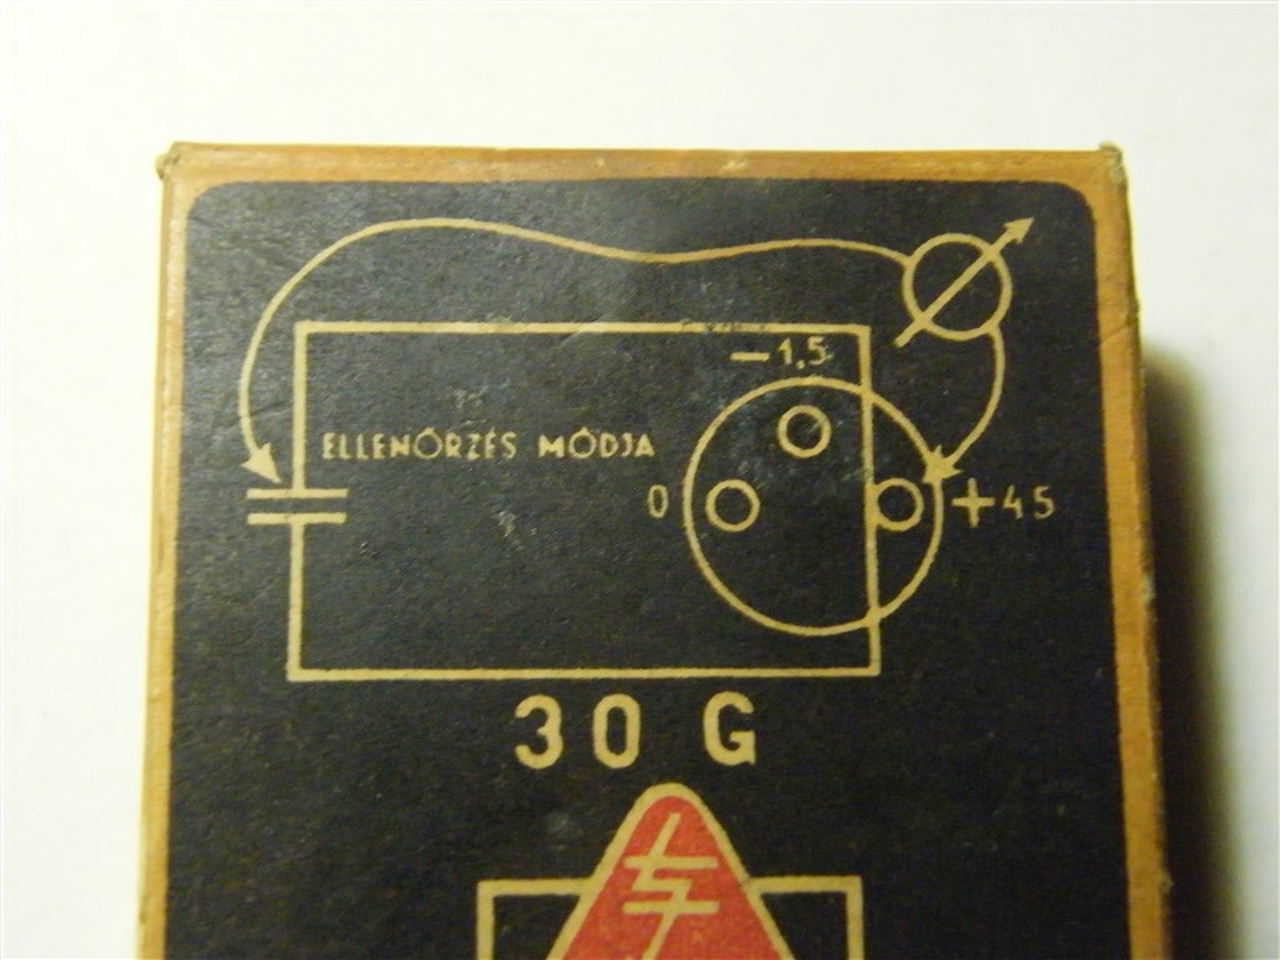 —1,5
ELLENŐRZÉS MÓDJA
0
+45
30 G